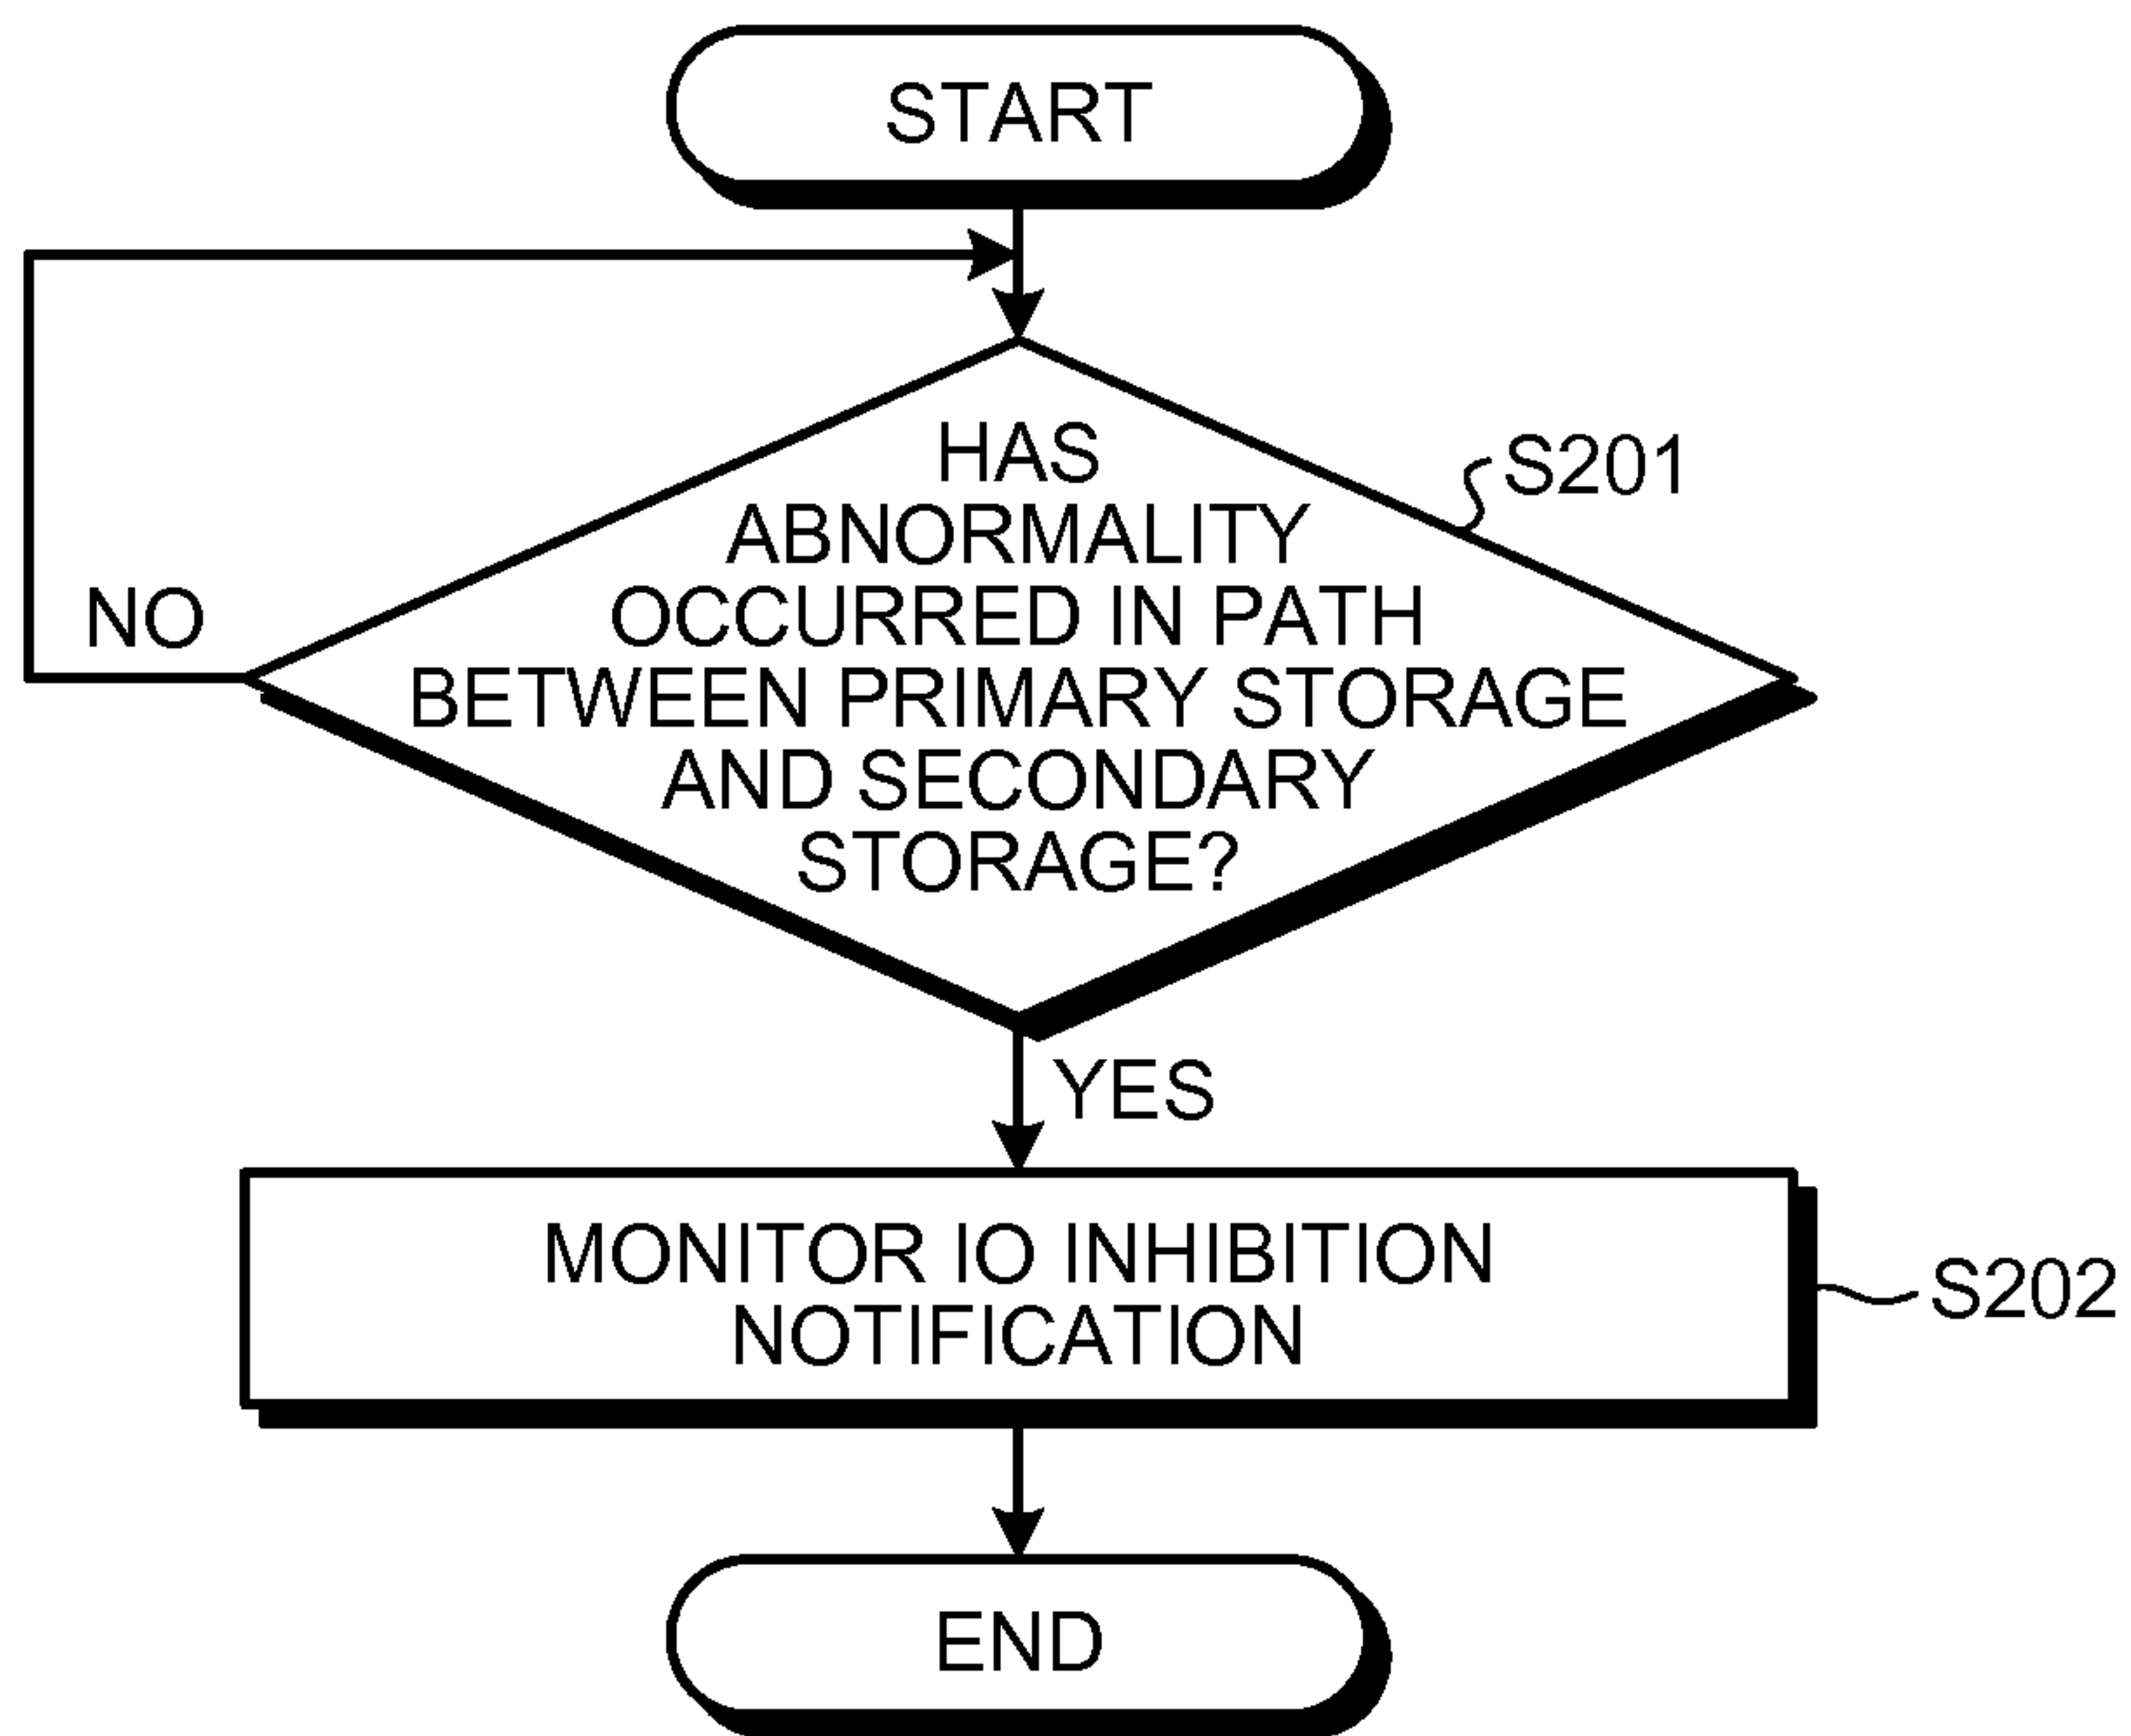 START
HAS
ABNORMALITY
OCCURRED IN PATH
BETWEEN PRIMARY STORAGE
AND SECONDARY
STORAGE?
S201
NO
YES
MONITOR IO INHIBITION
NOTIFICATION
S202
END